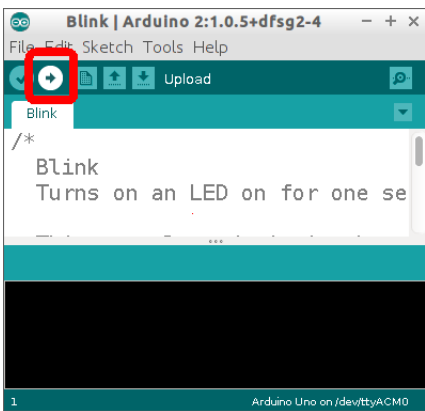 Blink | Arduino 2:1.0.5+dfsg2-4
File Edit Sketch Tools Help
Upload
Blink
/*
Blink
Turns on an LED on for one se
1
Arduino Uno on /dev/ttyACM0